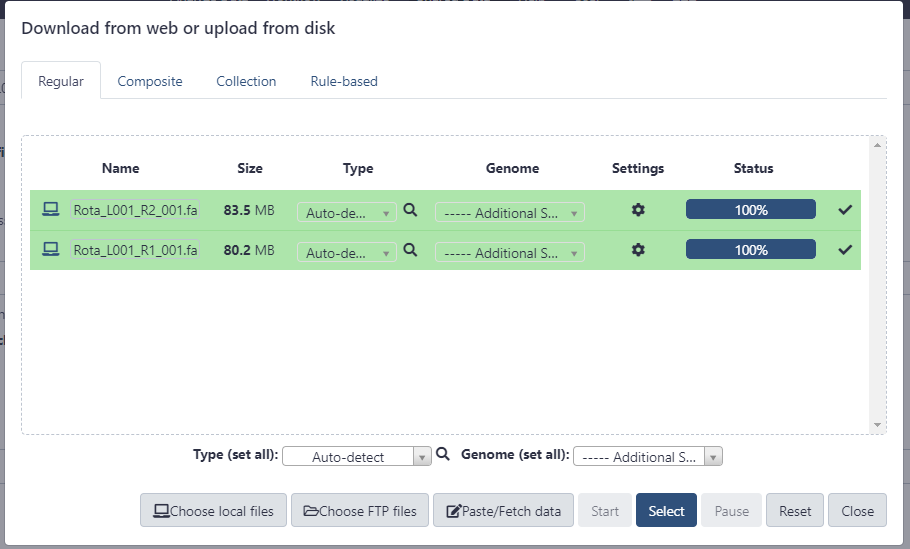 Download from web or upload from disk
Regular Composite Collection Rule-based
Name Size Type Genome Settings Status
Rota_L001_R2_001.fa 83.5 MB Auto-de... ----- Additional S... 100%
Rota_L001_R1_001.fa 80.2 MB Auto-de... ----- Additional S... 100%
Type (set all): Auto-detect Genome (set all): ----- Additional S...
Choose local files Choose FTP files Paste/Fetch data Start Select Pause Reset Close